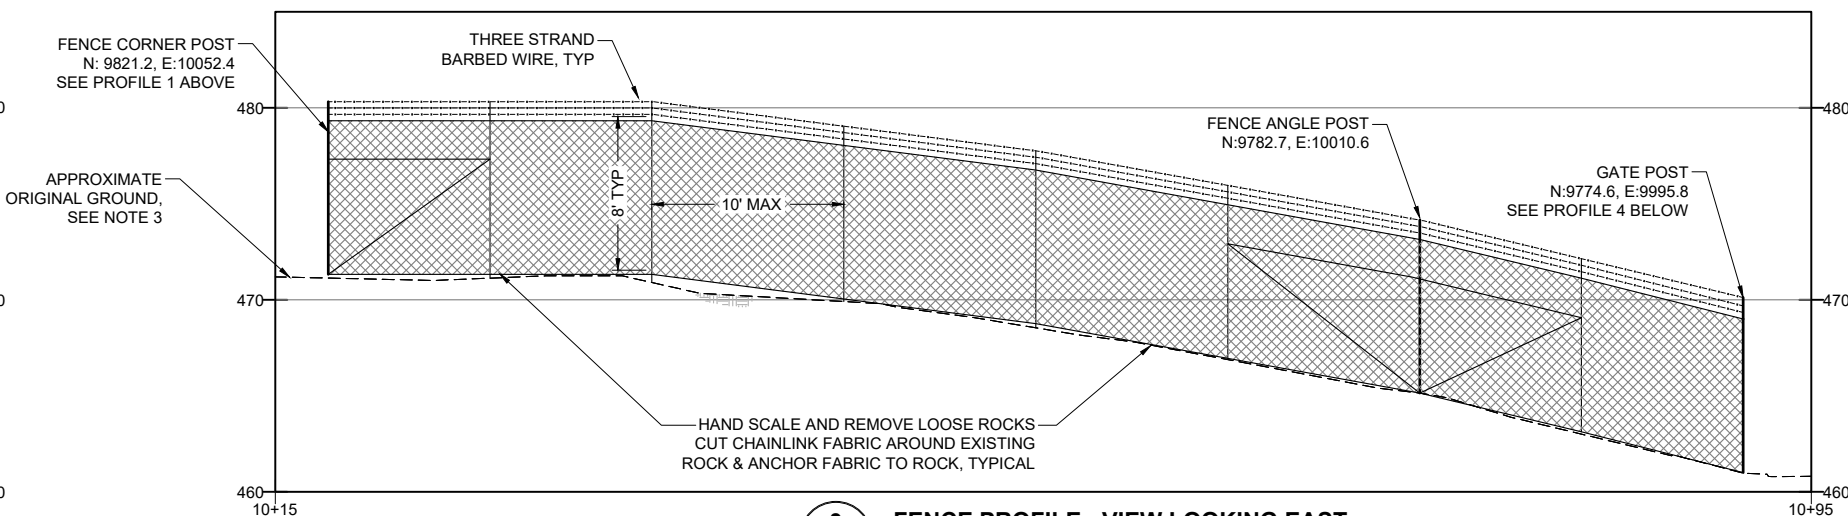 FENCE CORNER POST
N: 9821.2, E:10052.4
SEE PROFILE 1 ABOVE
THREE STRAND
BARBED WIRE, TYP
APPROXIMATE
ORIGINAL GROUND,
SEE NOTE 3
8' TYP
10' MAX
FENCE ANGLE POST
N:9782.7, E:10010.6
GATE POST
N:9774.6, E:9995.8
SEE PROFILE 4 BELOW
HAND SCALE AND REMOVE LOOSE ROCKS
CUT CHAINLINK FABRIC AROUND EXISTING
ROCK & ANCHOR FABRIC TO ROCK, TYPICAL
0
480
480
0
470
470
0
460
460
10+15
10+95